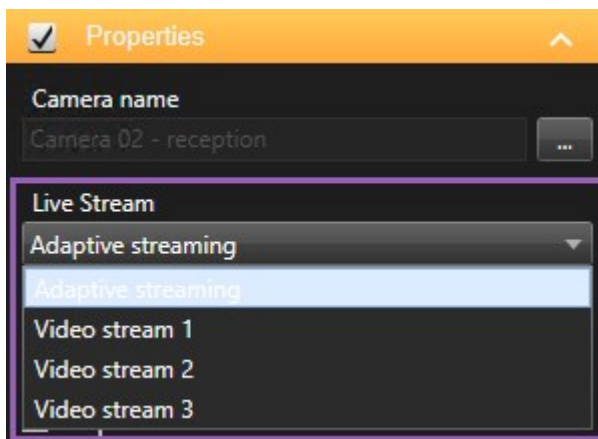 Properties
Camera name
Camera 02 - reception
...
Live Stream
Adaptive streaming
Adaptive streaming
Video stream 1
Video stream 2
Video stream 3